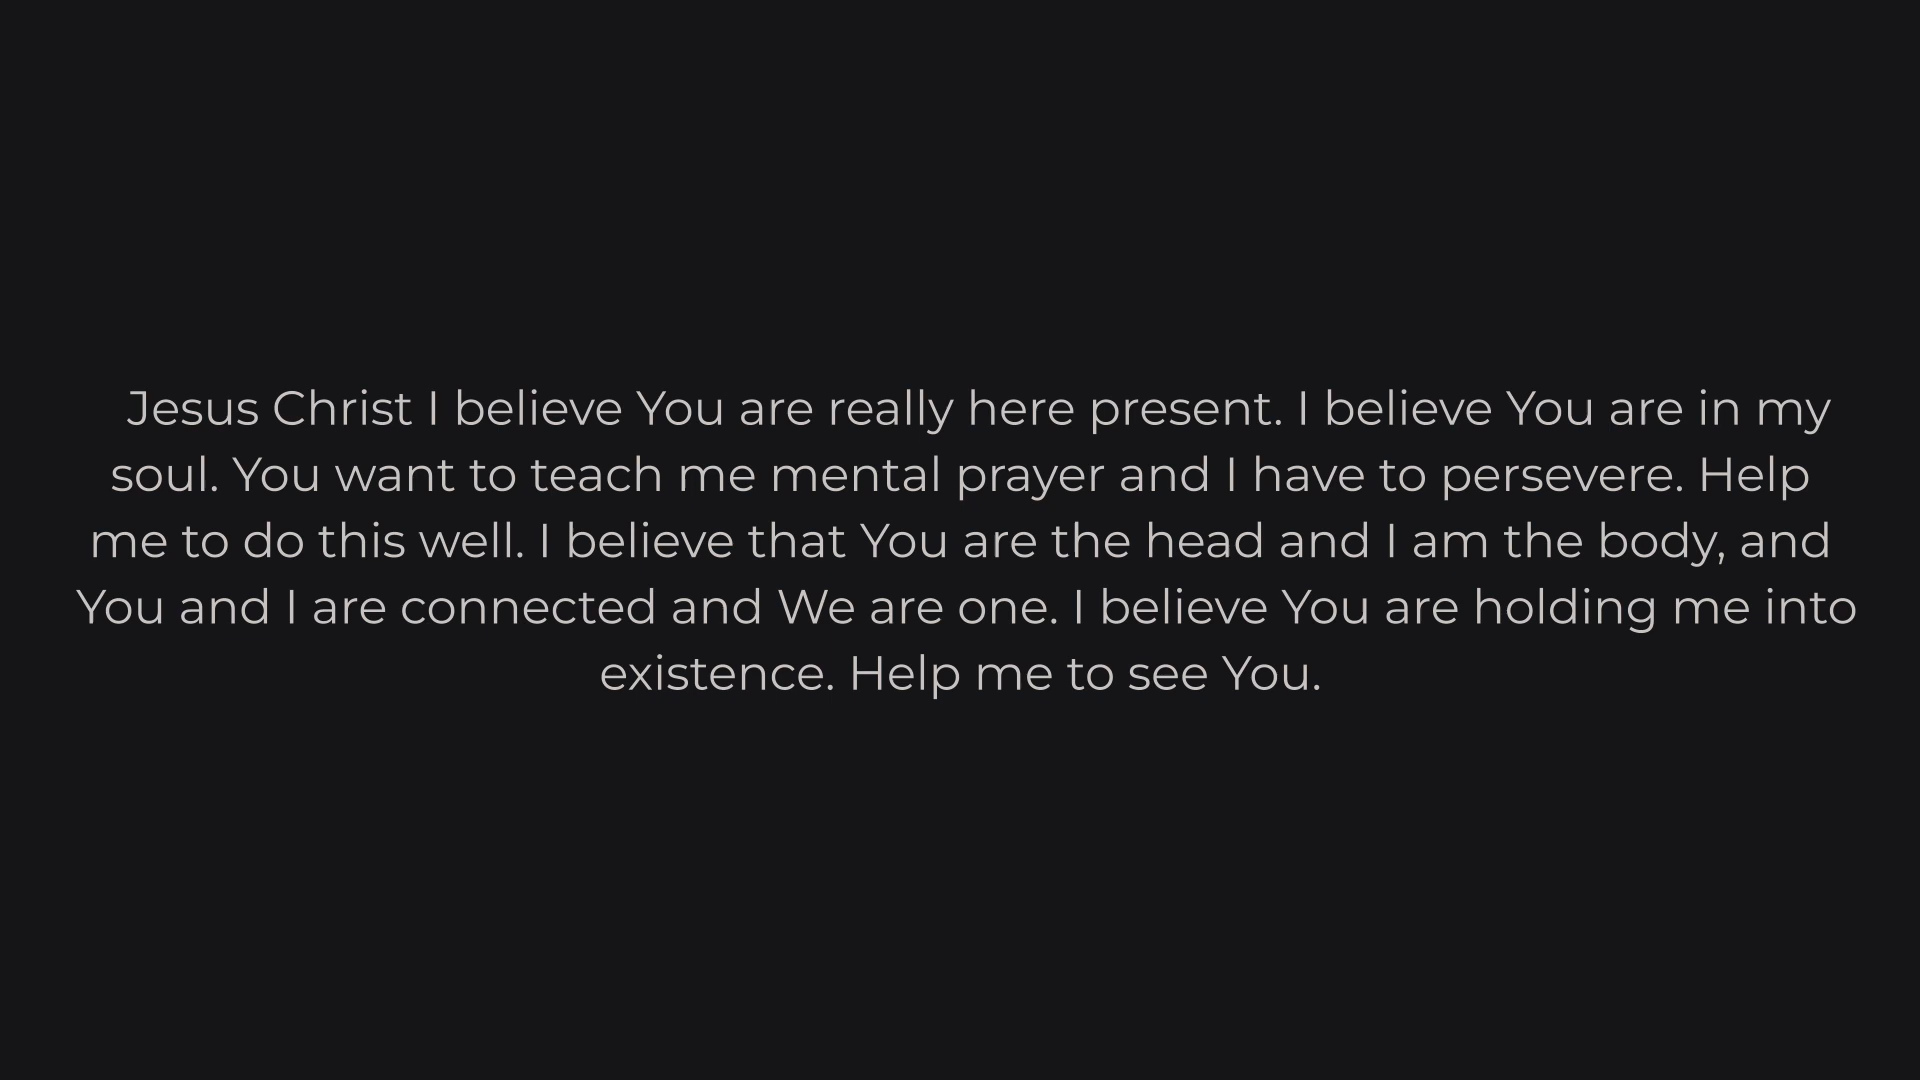 Jesus Christ I believe You are really here present. I believe You are in my
soul. You want to teach me mental prayer and I have to persevere. Help
me to do this well. I believe that You are the head and I am the body, and
You and I are connected and We are one. I believe You are holding me into
existence. Help me to see You.